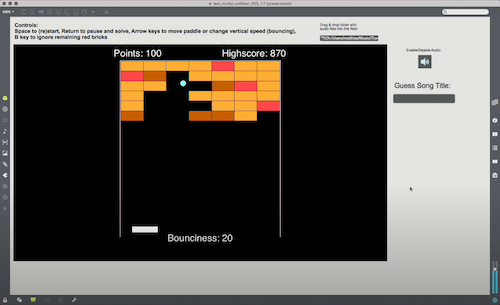 Controls:
Space to (re)start, Return to pause and solve, Arrow keys to move paddle or change vertical speed (bouncing),
B key to ignore remaining red bricks
Drag & drop folder with
audio files into this field
Points: 100
Highscore: 870
Enable/Disable Audio
Guess Song Title:
Bounciness: 20